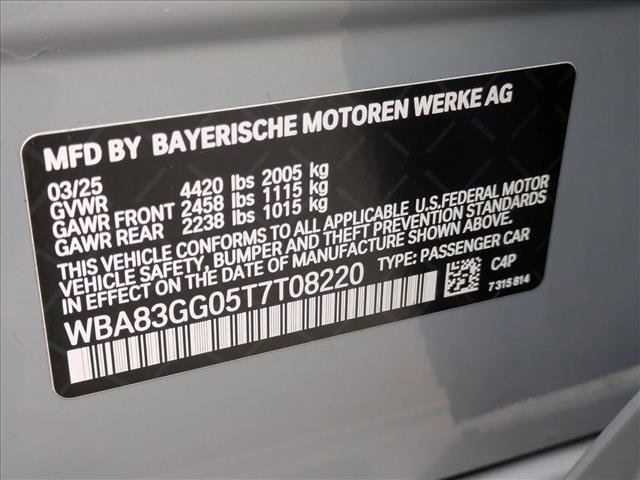 MFD BY BAYERISCHE MOTOREN WERKE AG
03/25
GVWR 4420 lbs 2005 kg
GAWR FRONT 2458 lbs 1115 kg
GAWR REAR 2238 lbs 1015 kg
THIS VEHICLE CONFORMS TO ALL APPLICABLE U.S.FEDERAL MOTOR
VEHICLE SAFETY, BUMPER, AND THEFT PREVENTION STANDARDS
IN EFFECT ON THE DATE OF MANUFACTURE SHOWN ABOVE.
WBA83GG05T7T08220 TYPE: PASSENGER CAR
C4P
7315814